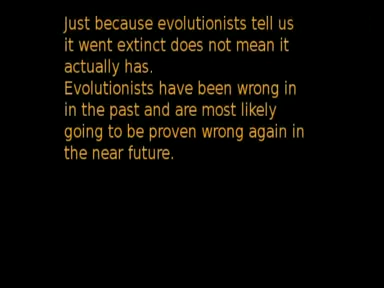 Just because evolutionists tell us
it went extinct does not mean it
actually has.
Evolutionists have been wrong in
in the past and are most likely
going to be proven wrong again in
the near future.